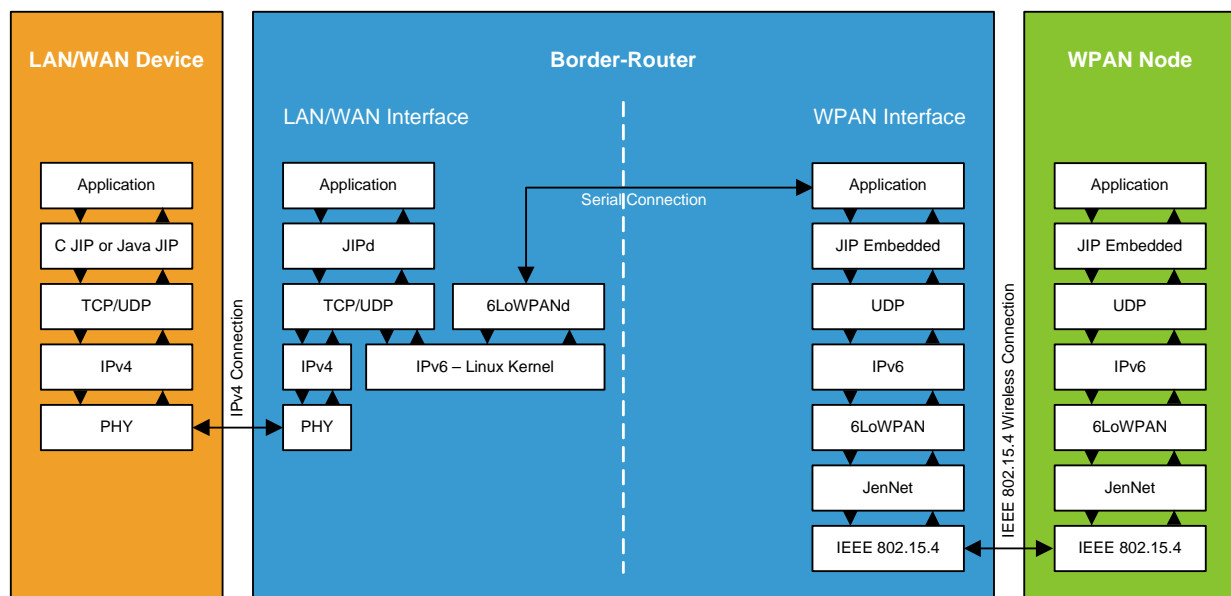 LAN/WAN Device
Border-Router
WPAN Node
LAN/WAN Interface
WPAN Interface
Application
C JIP or Java JIP
TCP/UDP
IPv4
PHY
IPv4 Connection
Application
JIPd
TCP/UDP
6LoWPANd
IPv4
IPv6 – Linux Kernel
PHY
Serial Connection
Application
JIP Embedded
UDP
IPv6
6LoWPAN
JenNet
IEEE 802.15.4
IEEE 802.15.4 Wireless Connection
Application
JIP Embedded
UDP
IPv6
6LoWPAN
JenNet
IEEE 802.15.4